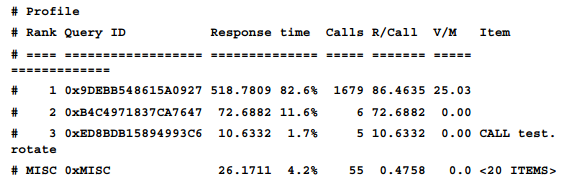 # Profile
# Rank Query ID Response time Calls R/Call V/M Item
# ==== ================== ============= ===== ======= =====
=============
# 1 0x9DEBB548615A0927 518.7809 82.6% 1679 86.4635 25.03
# 2 0xB4C4971837CA7647 72.6882 11.6% 6 72.6882 0.00
# 3 0xED8BDB15894993C6 10.6332 1.7% 5 10.6332 0.00 CALL test.
rotate
# MISC 0xMISC 26.1711 4.2% 55 0.4758 0.0 <20 ITEMS>